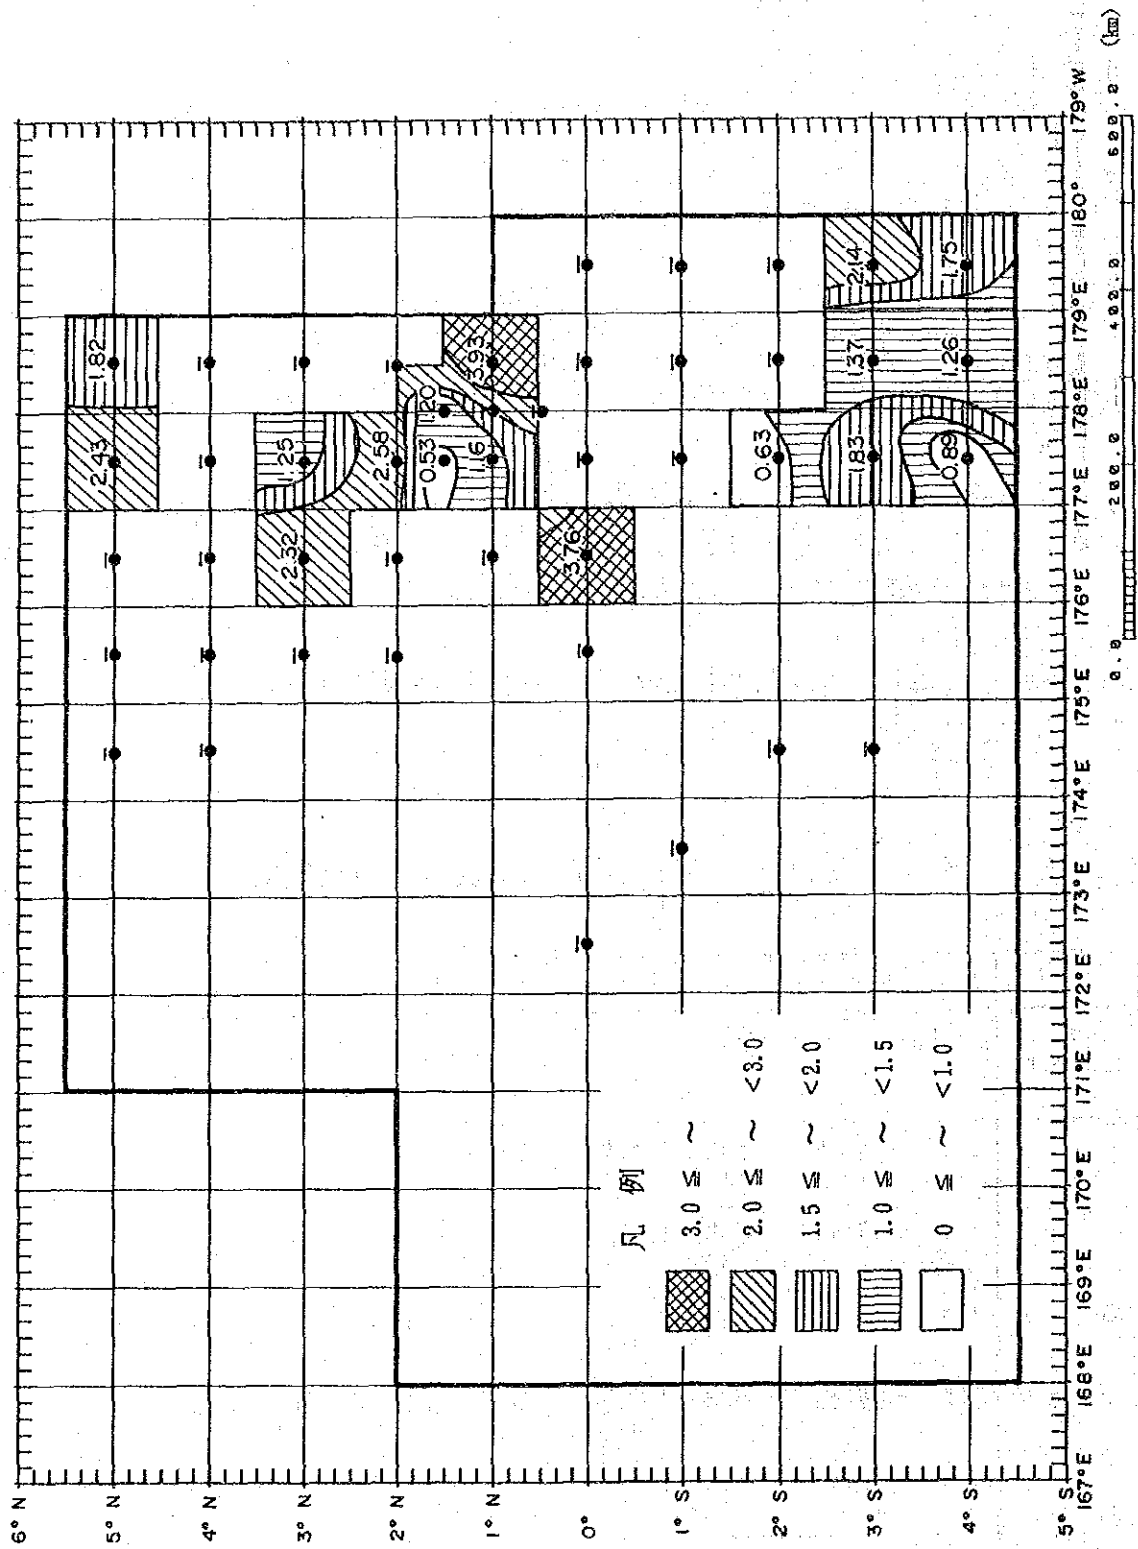 6° N
5° N
2.43 1.82
4° N
3° N
2.32 1.25
2° N
2.58
0.53 1.20
1° N
3.93
0°
3.76
凡 例
1° S
3.0 ≦ ~
2° S
0.63
2.0 ≦ ~ <3.0
1.5 ≦ ~ <2.0
3° S
1.83 1.37 2.14
1.0 ≦ ~ <1.5
4° S
0.89 1.26 1.75
0 ≦ ~ <1.0
5° S
167°E 168°E 169°E 170°E 171°E 172°E 173°E 174°E 175°E 176°E 177°E 178°E 179°E 180° 179°W
0.0 200.0 400.0 600.0 (km)